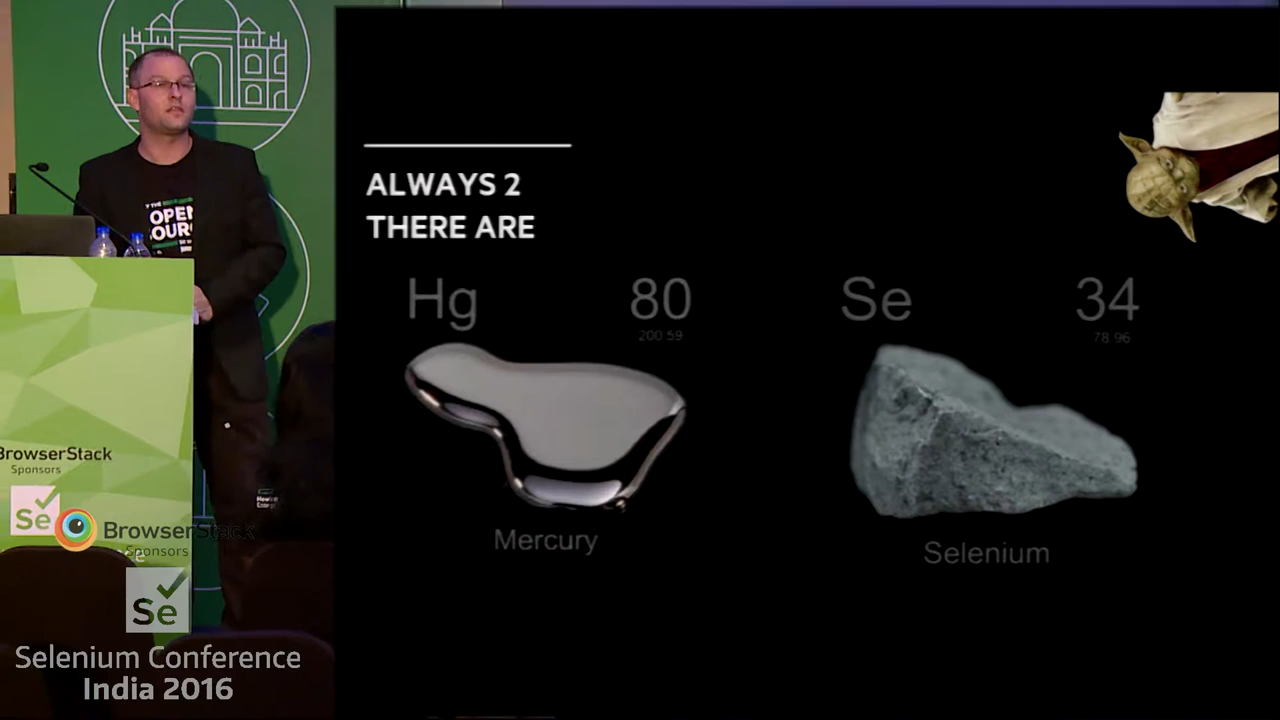 ALWAYS 2
THERE ARE
Hg
80
200 59
Se
34
78 96
Mercury
Selenium
OPEN
OUR
BrowserStack
Sponsors
Se
BrowserStack
Sponsors
Se
Selenium Conference
India 2016